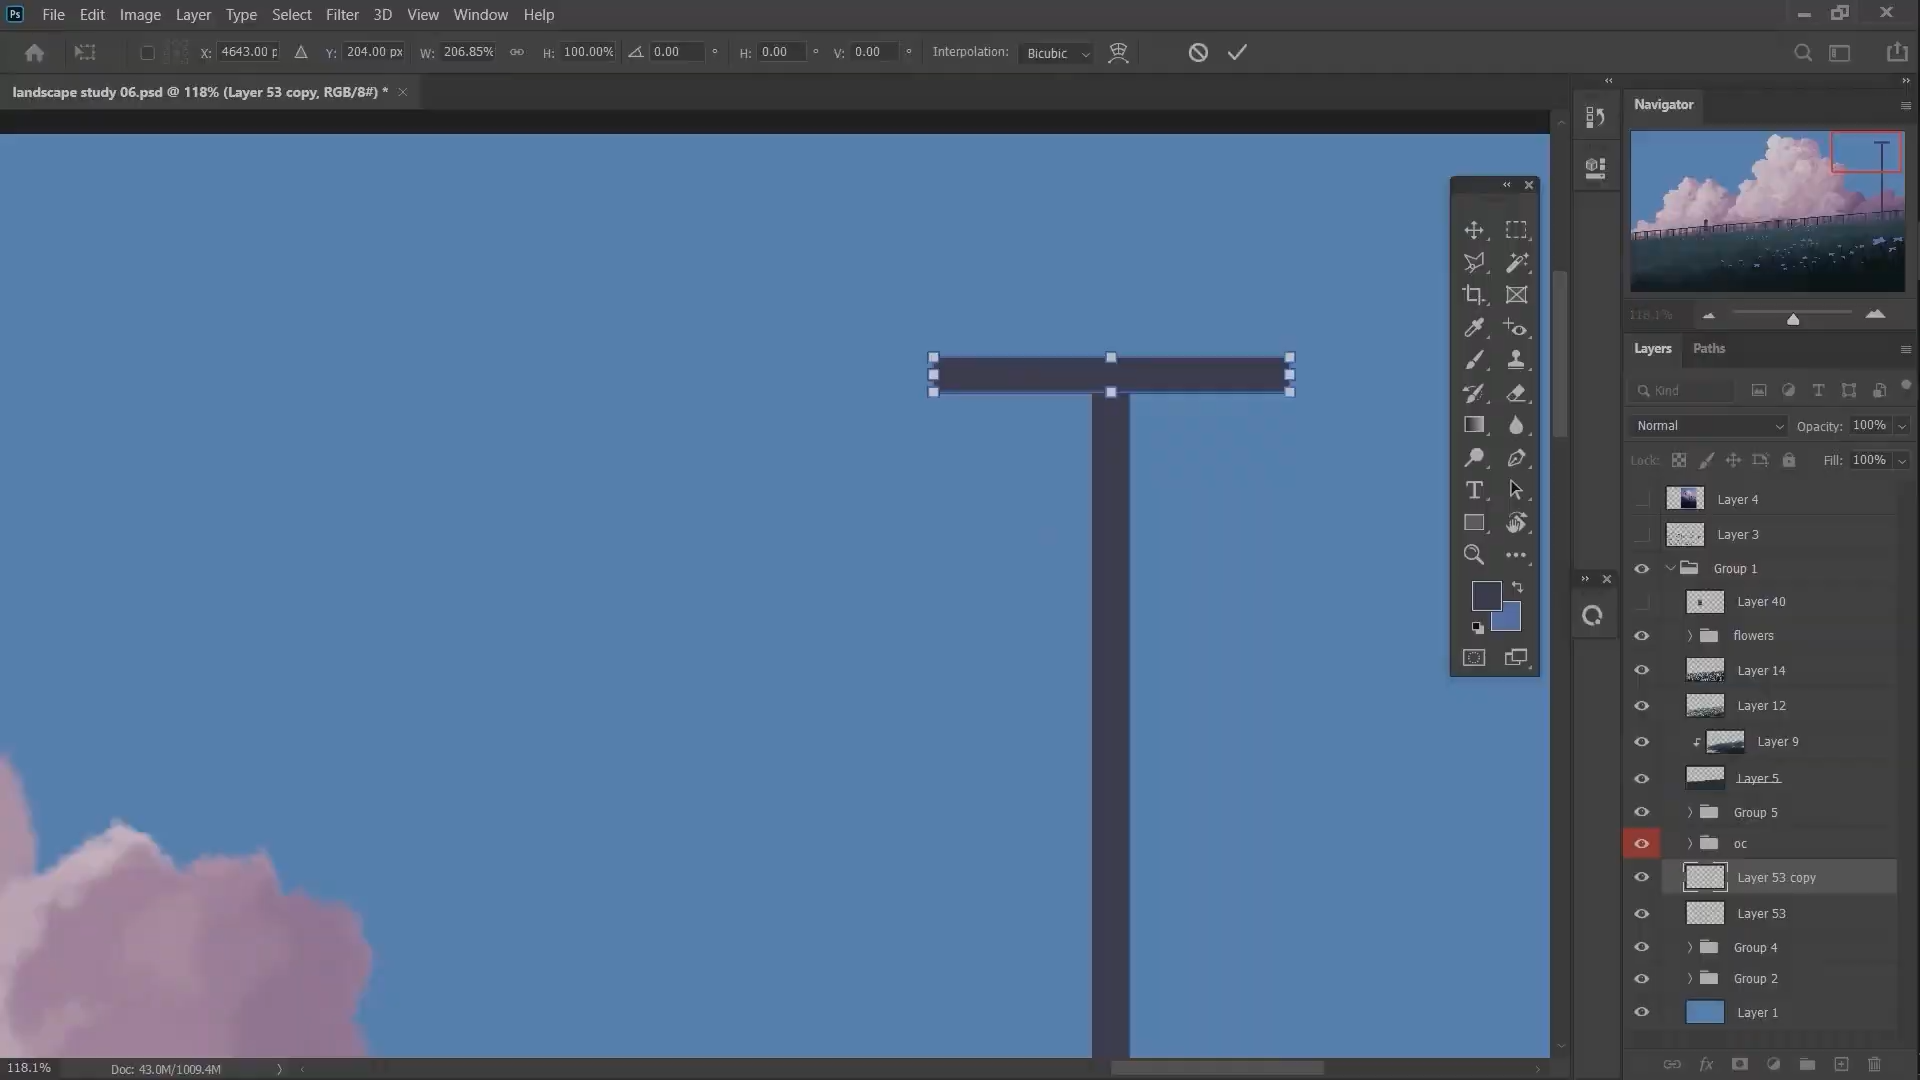 Ps File Edit Image Layer Type Select Filter 3D View Window Help
X: 4643.00 p Y: 204.00 px W: 206.85% H: 100.00% 0.00 ° H: 0.00 ° V: 0.00 ° Interpolation: Bicubic
landscape study 06.psd @ 118% (Layer 53 copy, RGB/8#) * ×
Navigator
118.1%
Layers Paths
Kind
Normal Opacity: 100%
Lock: Fill: 100%
Layer 4
Layer 3
Group 1
Layer 40
flowers
Layer 14
Layer 12
Layer 9
Layer 5
Group 5
oc
Layer 53 copy
Layer 53
Group 4
Group 2
Layer 1
fx
118.1% Doc: 43.0M/1009.4M